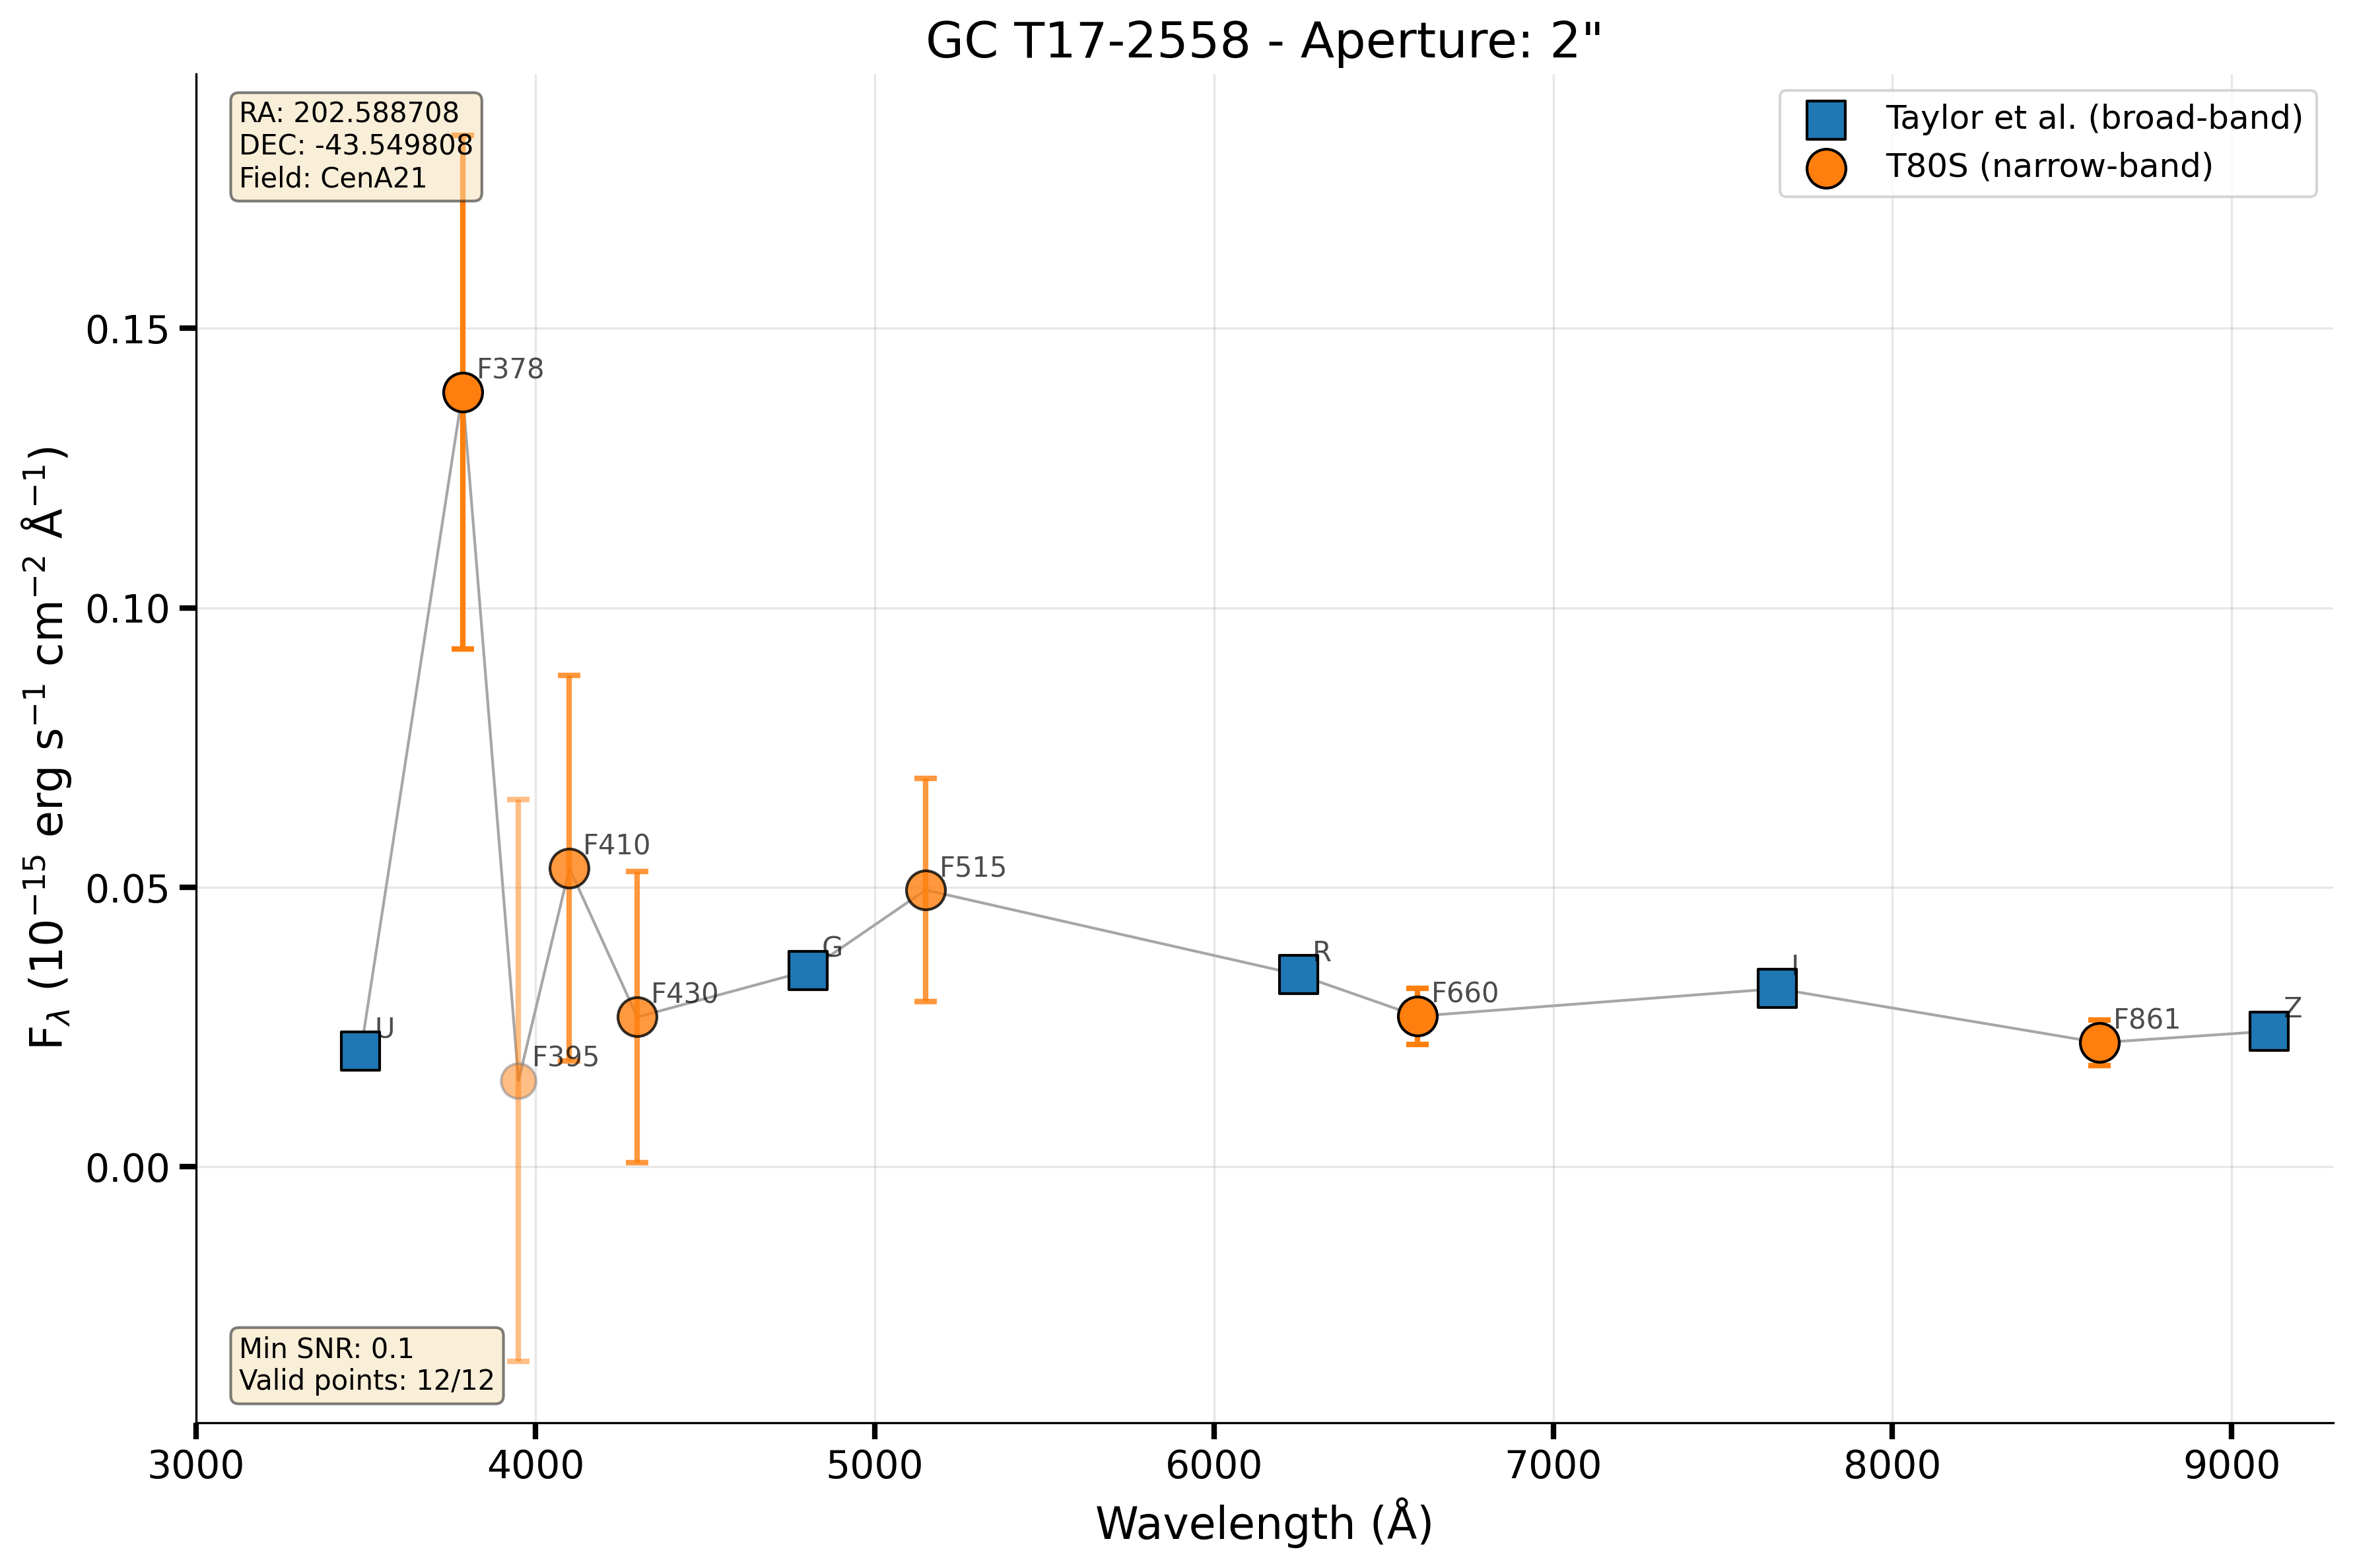 GC T17-2558 - Aperture: 2"
RA: 202.588708
DEC: -43.549808
Field: CenA21
Taylor et al. (broad-band)
T80S (narrow-band)
F_λ (10⁻¹⁵ erg s⁻¹ cm⁻² Å⁻¹)
0.15
0.10
0.05
0.00
U
F378
F395
F410
F430
G
F515
R
F660
I
F861
Z
Min SNR: 0.1
Valid points: 12/12
3000
4000
5000
6000
7000
8000
9000
Wavelength (Å)